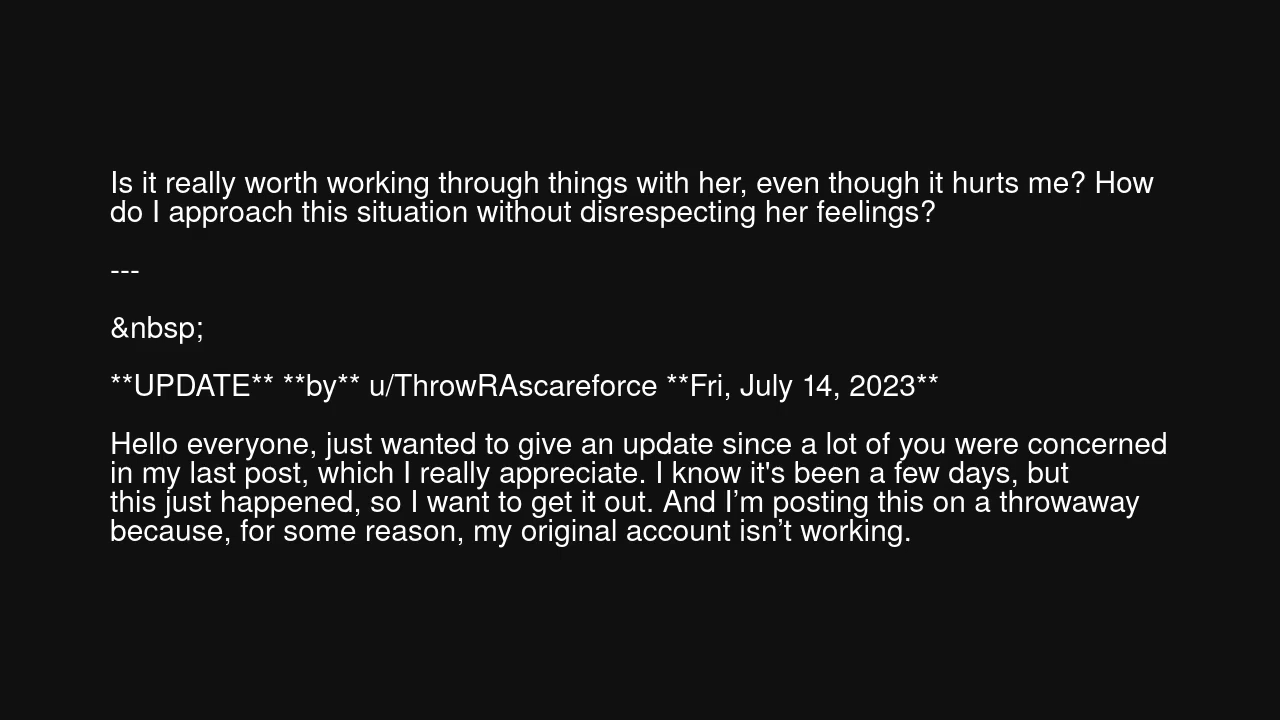 Is it really worth working through things with her, even though it hurts me? How
do I approach this situation without disrespecting her feelings?
---
&nbsp;
**UPDATE** **by** u/ThrowRAscareforce **Fri, July 14, 2023**
Hello everyone, just wanted to give an update since a lot of you were concerned
in my last post, which I really appreciate. I know it's been a few days, but
this just happened, so I want to get it out. And I’m posting this on a throwaway
because, for some reason, my original account isn’t working.